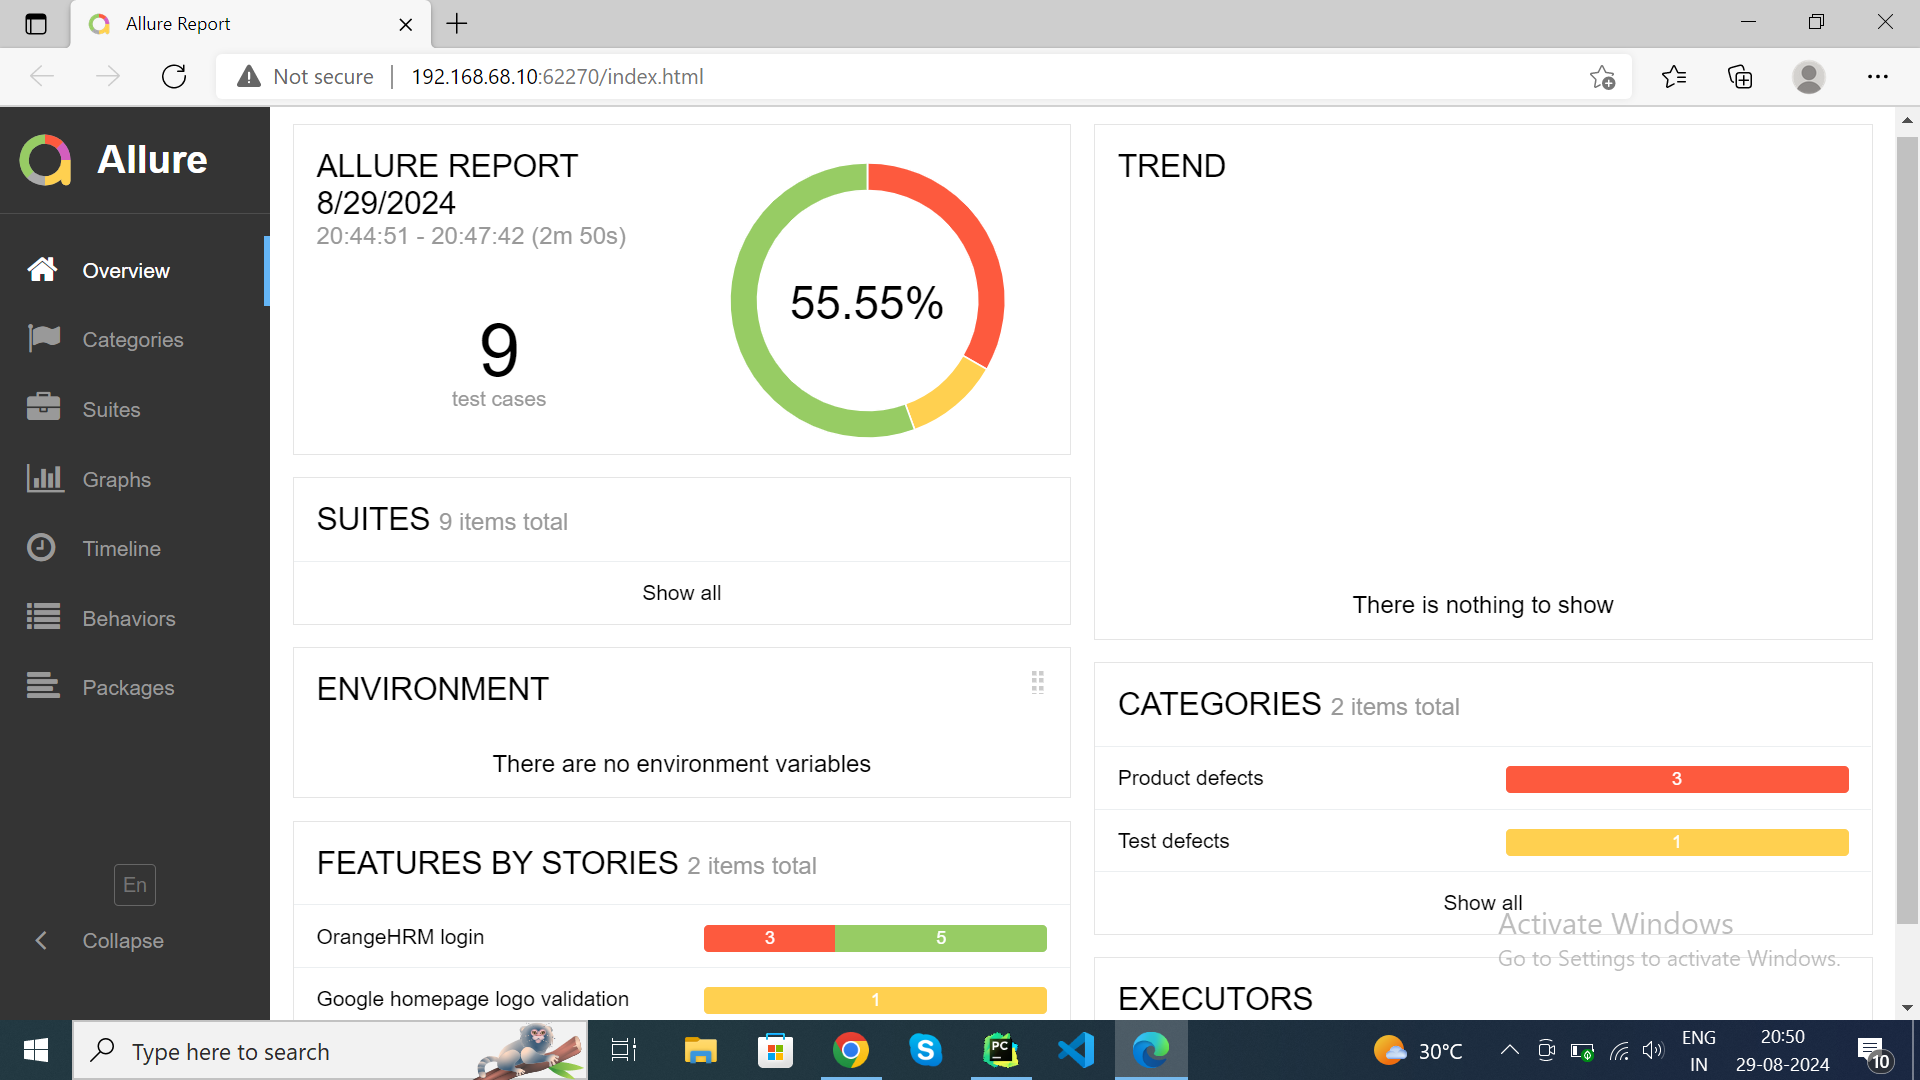 Allure Report
Not secure
192.168.68.10:62270/index.html
Allure
Overview
Categories
Suites
Graphs
Timeline
Behaviors
Packages
En
Collapse
ALLURE REPORT
8/29/2024
20:44:51 - 20:47:42 (2m 50s)
9
test cases
55.55%
SUITES 9 items total
Show all
ENVIRONMENT
There are no environment variables
FEATURES BY STORIES 2 items total
OrangeHRM login
3
5
Google homepage logo validation
1
TREND
There is nothing to show
CATEGORIES 2 items total
Product defects
3
Test defects
1
Show all
EXECUTORS
Activate Windows
Go to Settings to activate Windows.
Type here to search
PC
30°C
ENG
IN
20:50
29-08-2024
10